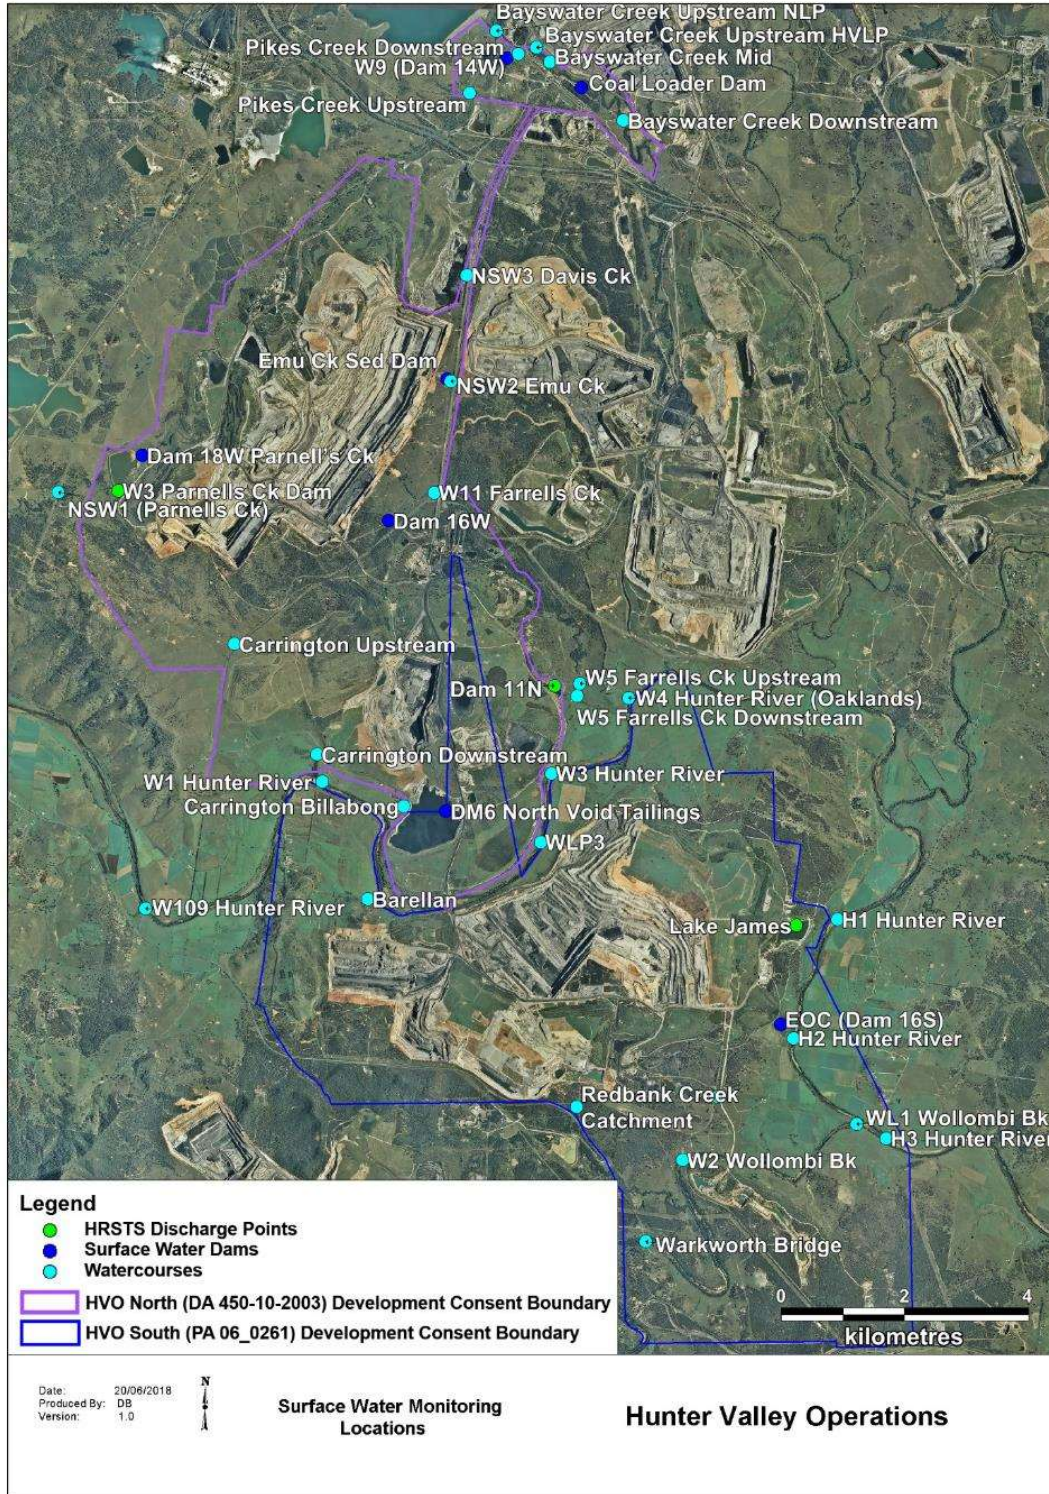 Bayswater Creek Upstream NLP
Bayswater Creek Upstream HVLP
Pikes Creek Downstream
Bayswater Creek Mid
W9 (Dam 14W)
Coal Loader Dam
Pikes Creek Upstream
Bayswater Creek Downstream
NSW3 Davis Ck
Emu Ck Sed Dam
NSW2 Emu Ck
Dam 18W Parnell's Ck
W3 Parnells Ck Dam
NSW1 (Parnells Ck)
W11 Farrells Ck
Dam 16W
Carrington Upstream
W5 Farrells Ck Upstream
Dam 11N
W4 Hunter River (Oaklands)
W5 Farrells Ck Downstream
Carrington Downstream
W3 Hunter River
W1 Hunter River
Carrington Billabong
DM6 North Void Tailings
WLP3
Barellan
W109 Hunter River
Lake James
H1 Hunter River
EOC (Dam 16S)
H2 Hunter River
Redbank Creek
Catchment
WL1 Wollombi Bk
H3 Hunter River
W2 Wollombi Bk
Warkworth Bridge
Legend
HRSTS Discharge Points
Surface Water Dams
Watercourses
HVO North (DA 450-10-2003) Development Consent Boundary
HVO South (PA 06_0261) Development Consent Boundary
0 2 4
kilometres
Date: 20/06/2018
Produced By: DB
Version: 1.0
N
Surface Water Monitoring
Locations
Hunter Valley Operations